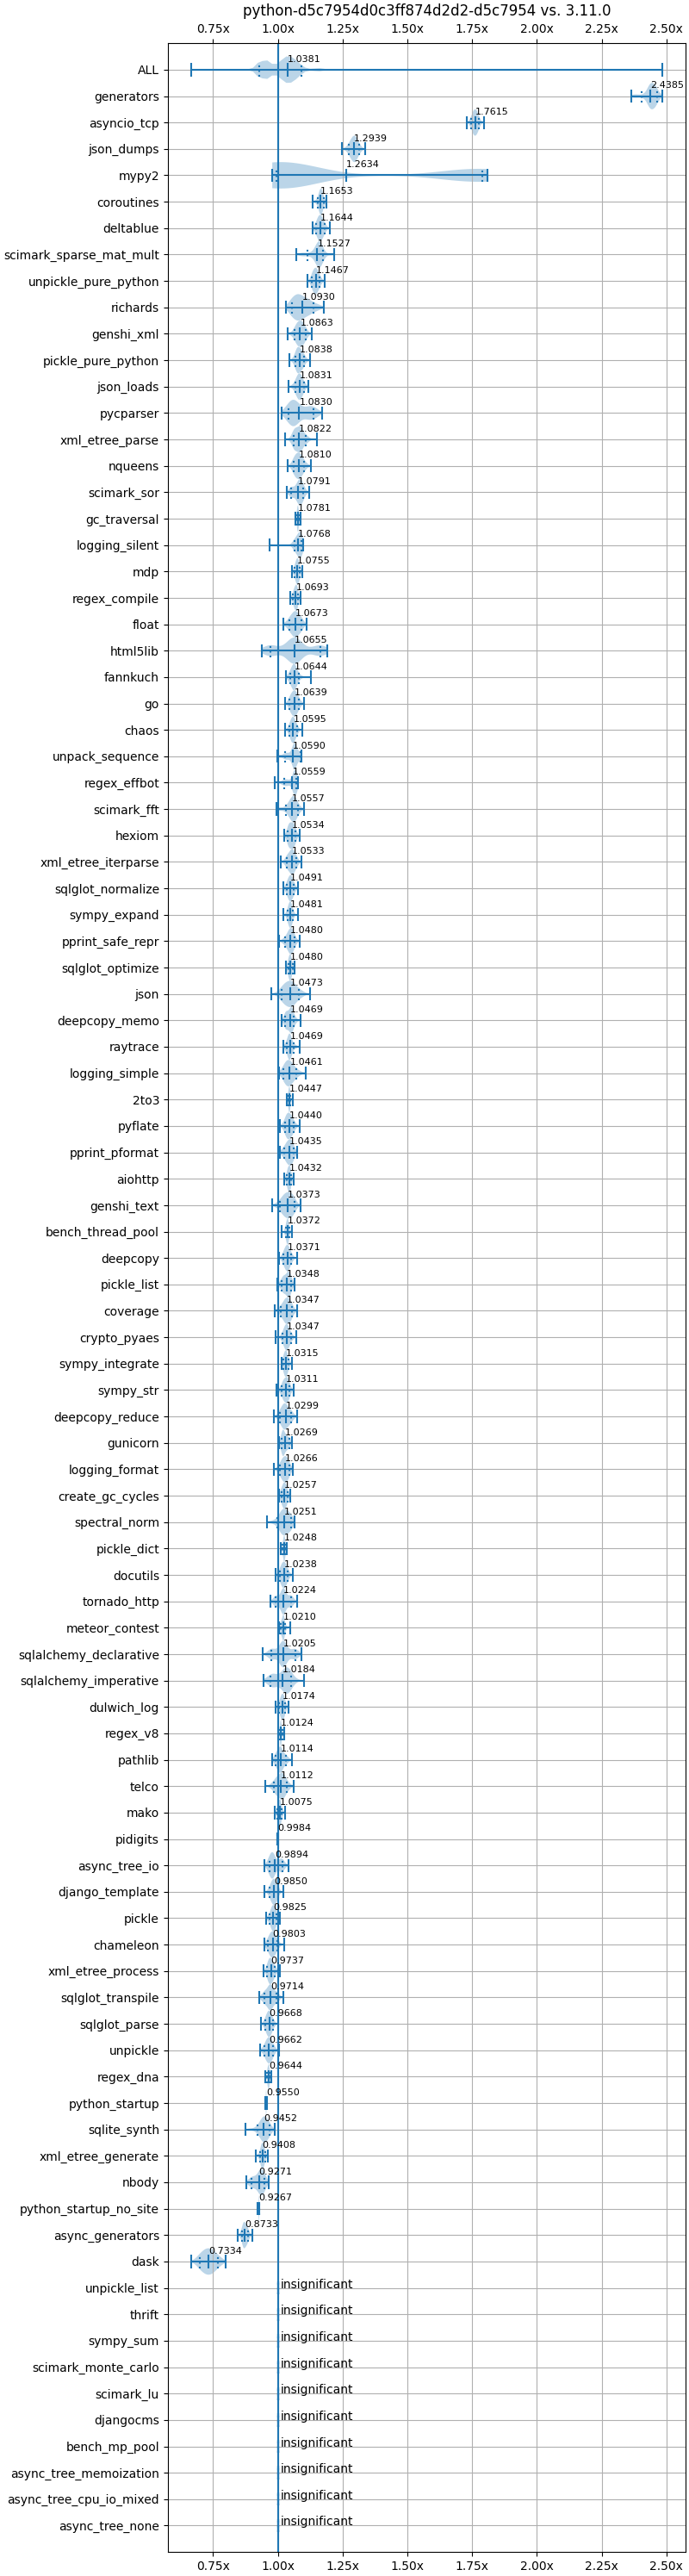 python-d5c7954d0c3ff874d2d2-d5c7954 vs. 3.11.0
0.75x 1.00x 1.25x 1.50x 1.75x 2.00x 2.25x 2.50x
ALL 1.0381
generators 2.4385
asyncio_tcp 1.7615
json_dumps 1.2939
mypy2 1.2634
coroutines 1.1653
deltablue 1.1644
scimark_sparse_mat_mult 1.1527
unpickle_pure_python 1.1467
richards 1.0930
genshi_xml 1.0863
pickle_pure_python 1.0838
json_loads 1.0831
pycparser 1.0830
xml_etree_parse 1.0822
nqueens 1.0810
scimark_sor 1.0791
gc_traversal 1.0781
logging_silent 1.0768
mdp 1.0755
regex_compile 1.0693
float 1.0673
html5lib 1.0655
fannkuch 1.0644
go 1.0639
chaos 1.0595
unpack_sequence 1.0590
regex_effbot 1.0559
scimark_fft 1.0557
hexiom 1.0534
xml_etree_iterparse 1.0533
sqlglot_normalize 1.0491
sympy_expand 1.0481
pprint_safe_repr 1.0480
sqlglot_optimize 1.0480
json 1.0473
deepcopy_memo 1.0469
raytrace 1.0469
logging_simple 1.0461
2to3 1.0447
pyflate 1.0440
pprint_pformat 1.0435
aiohttp 1.0432
genshi_text 1.0373
bench_thread_pool 1.0372
deepcopy 1.0371
pickle_list 1.0348
coverage 1.0347
crypto_pyaes 1.0347
sympy_integrate 1.0315
sympy_str 1.0311
deepcopy_reduce 1.0299
gunicorn 1.0269
logging_format 1.0266
create_gc_cycles 1.0257
spectral_norm 1.0251
pickle_dict 1.0248
docutils 1.0238
tornado_http 1.0224
meteor_contest 1.0210
sqlalchemy_declarative 1.0205
sqlalchemy_imperative 1.0184
dulwich_log 1.0174
regex_v8 1.0124
pathlib 1.0114
telco 1.0112
mako 1.0075
pidigits 0.9984
async_tree_io 0.9894
django_template 0.9850
pickle 0.9825
chameleon 0.9803
xml_etree_process 0.9737
sqlglot_transpile 0.9714
sqlglot_parse 0.9668
unpickle 0.9662
regex_dna 0.9644
python_startup 0.9550
sqlite_synth 0.9452
xml_etree_generate 0.9408
nbody 0.9271
python_startup_no_site 0.9267
async_generators 0.8733
dask 0.7334
unpickle_list insignificant
thrift insignificant
sympy_sum insignificant
scimark_monte_carlo insignificant
scimark_lu insignificant
djangocms insignificant
bench_mp_pool insignificant
async_tree_memoization insignificant
async_tree_cpu_io_mixed insignificant
async_tree_none insignificant
0.75x 1.00x 1.25x 1.50x 1.75x 2.00x 2.25x 2.50x